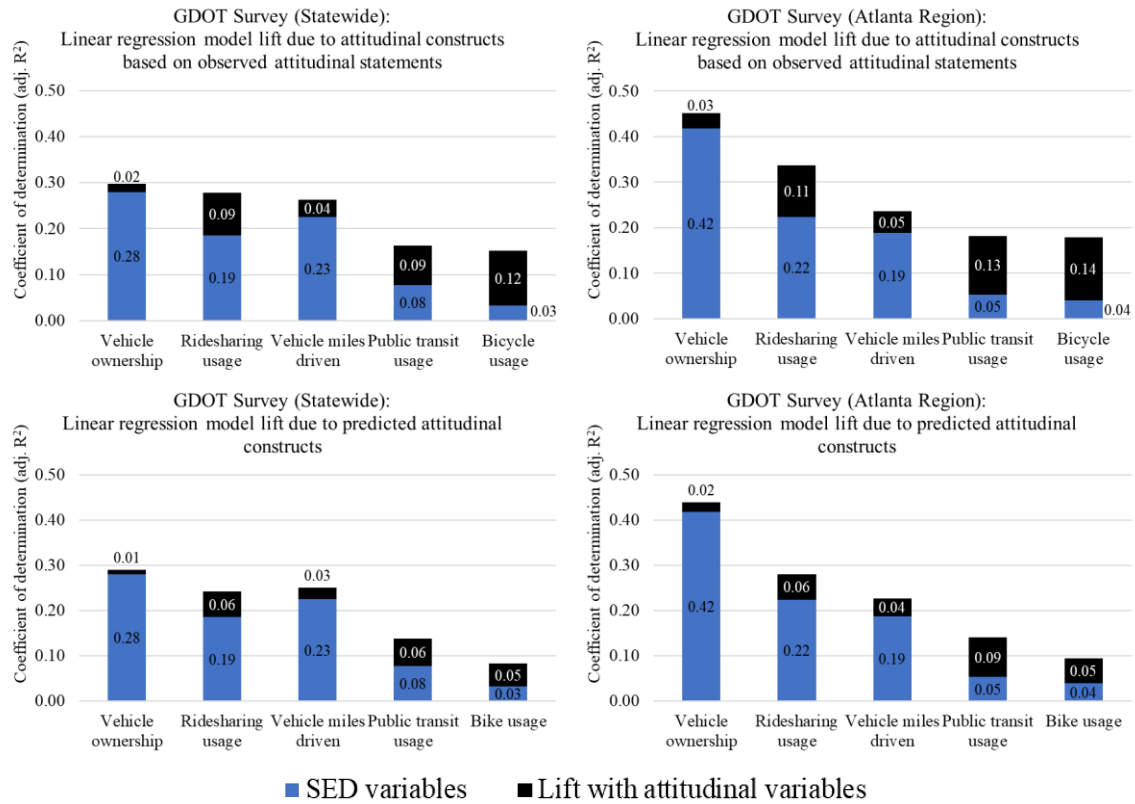 GDOT Survey (Statewide):
Linear regression model lift due to attitudinal constructs
based on observed attitudinal statements
Coefficient of determination (adj. R²)
0.50
0.40
0.30
0.20
0.10
0.00
0.02
0.28
0.09
0.19
0.04
0.23
0.09
0.08
0.12
0.03
Vehicle ownership
Ridesharing usage
Vehicle miles driven
Public transit usage
Bicycle usage
GDOT Survey (Atlanta Region):
Linear regression model lift due to attitudinal constructs
based on observed attitudinal statements
Coefficient of determination (adj. R²)
0.50
0.40
0.30
0.20
0.10
0.00
0.03
0.42
0.11
0.22
0.05
0.19
0.13
0.05
0.14
0.04
Vehicle ownership
Ridesharing usage
Vehicle miles driven
Public transit usage
Bicycle usage
GDOT Survey (Statewide):
Linear regression model lift due to predicted attitudinal
constructs
Coefficient of determination (adj. R²)
0.50
0.40
0.30
0.20
0.10
0.00
0.01
0.28
0.06
0.19
0.03
0.23
0.06
0.08
0.05
0.03
Vehicle ownership
Ridesharing usage
Vehicle miles driven
Public transit usage
Bike usage
GDOT Survey (Atlanta Region):
Linear regression model lift due to predicted attitudinal
constructs
Coefficient of determination (adj. R²)
0.50
0.40
0.30
0.20
0.10
0.00
0.02
0.42
0.06
0.22
0.04
0.19
0.09
0.05
0.05
0.04
Vehicle ownership
Ridesharing usage
Vehicle miles driven
Public transit usage
Bike usage
SED variables
Lift with attitudinal variables